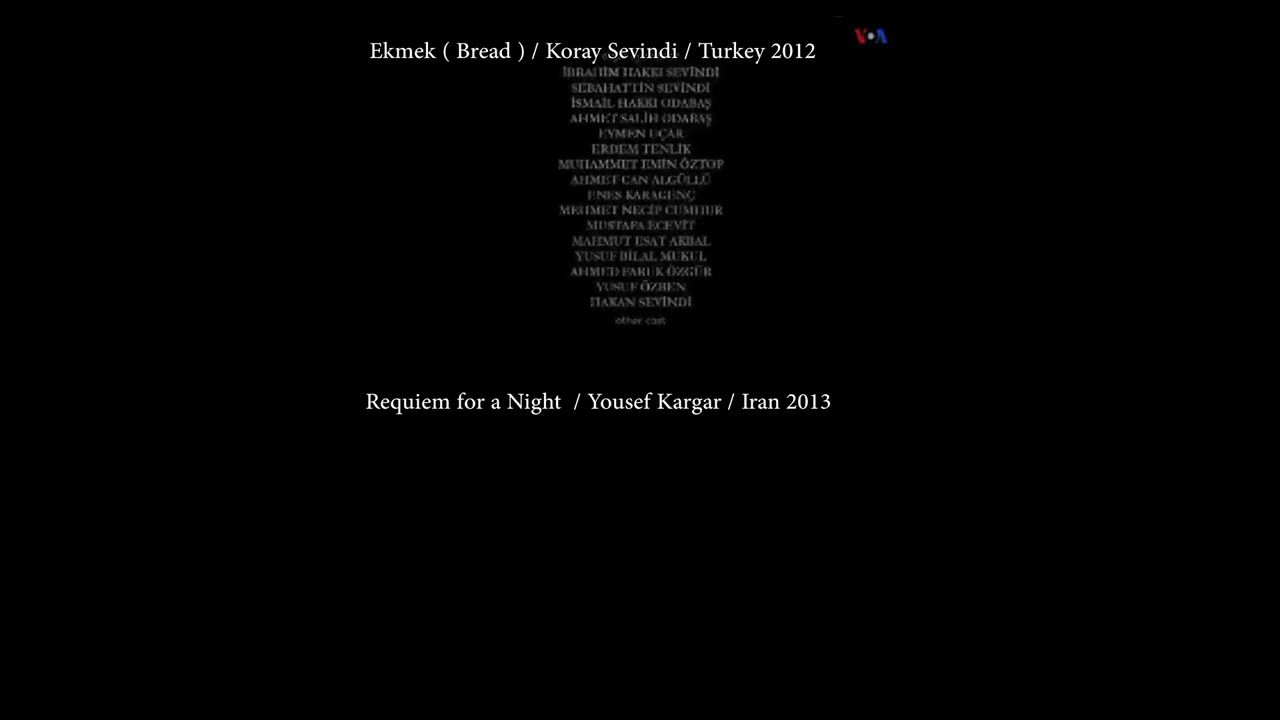 VOA
Ekmek ( Bread ) / Koray Sevindi / Turkey 2012
İBRAHİM HAKKI SEVİNDİ
SEBAHATTİN SEVİNDİ
İSMAİL HAKKI ODABAŞ
AHMET SALİH ODABAŞ
EYMEN UÇAR
ERDEM TENLİK
MUHAMMET EMİN ÖZTOP
AHMET CAN ALGÜLLÜ
ENES KARAGENÇ
MEHMET NECİP CUMHUR
MUSTAFA ECEVİT
MAHMUT ESAT AKBAL
YUSUF BİLAL MUKUL
AHMED FARUK ÖZGÜR
YUSUF ÖZBEN
HAKAN SEVİNDİ
other cast
Requiem for a Night / Yousef Kargar / Iran 2013